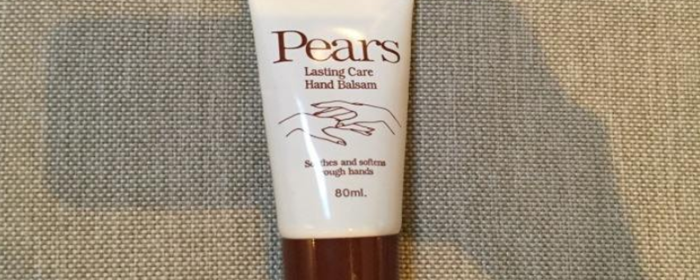 Pears
Lasting Care
Hand Balsam
Soothes and softens
rough hands
80ml.